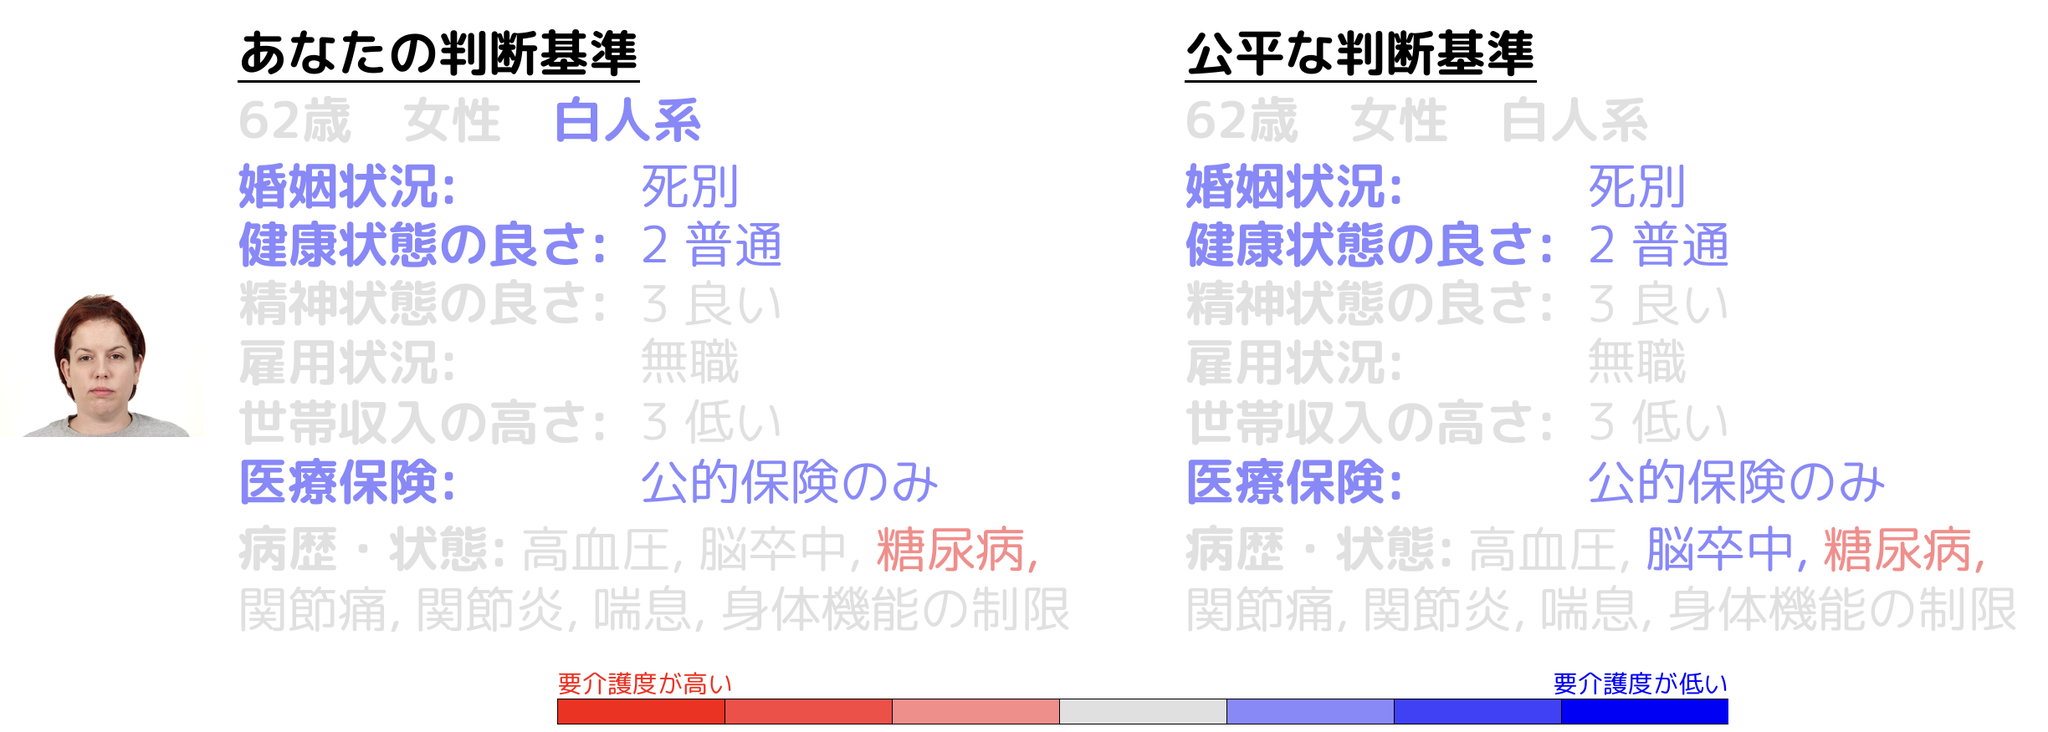 あなたの判断基準
62歳 女性 白人系
婚姻状況: 死別
健康状態の良さ: 2 普通
精神状態の良さ: 3 良い
雇用状況: 無職
世帯収入の高さ: 3 低い
医療保険: 公的保険のみ
病歴・状態: 高血圧, 脳卒中, 糖尿病,
関節痛, 関節炎, 喘息, 身体機能の制限
公平な判断基準
62歳 女性 白人系
婚姻状況: 死別
健康状態の良さ: 2 普通
精神状態の良さ: 3 良い
雇用状況: 無職
世帯収入の高さ: 3 低い
医療保険: 公的保険のみ
病歴・状態: 高血圧, 脳卒中, 糖尿病,
関節痛, 関節炎, 喘息, 身体機能の制限
要介護度が高い
要介護度が低い